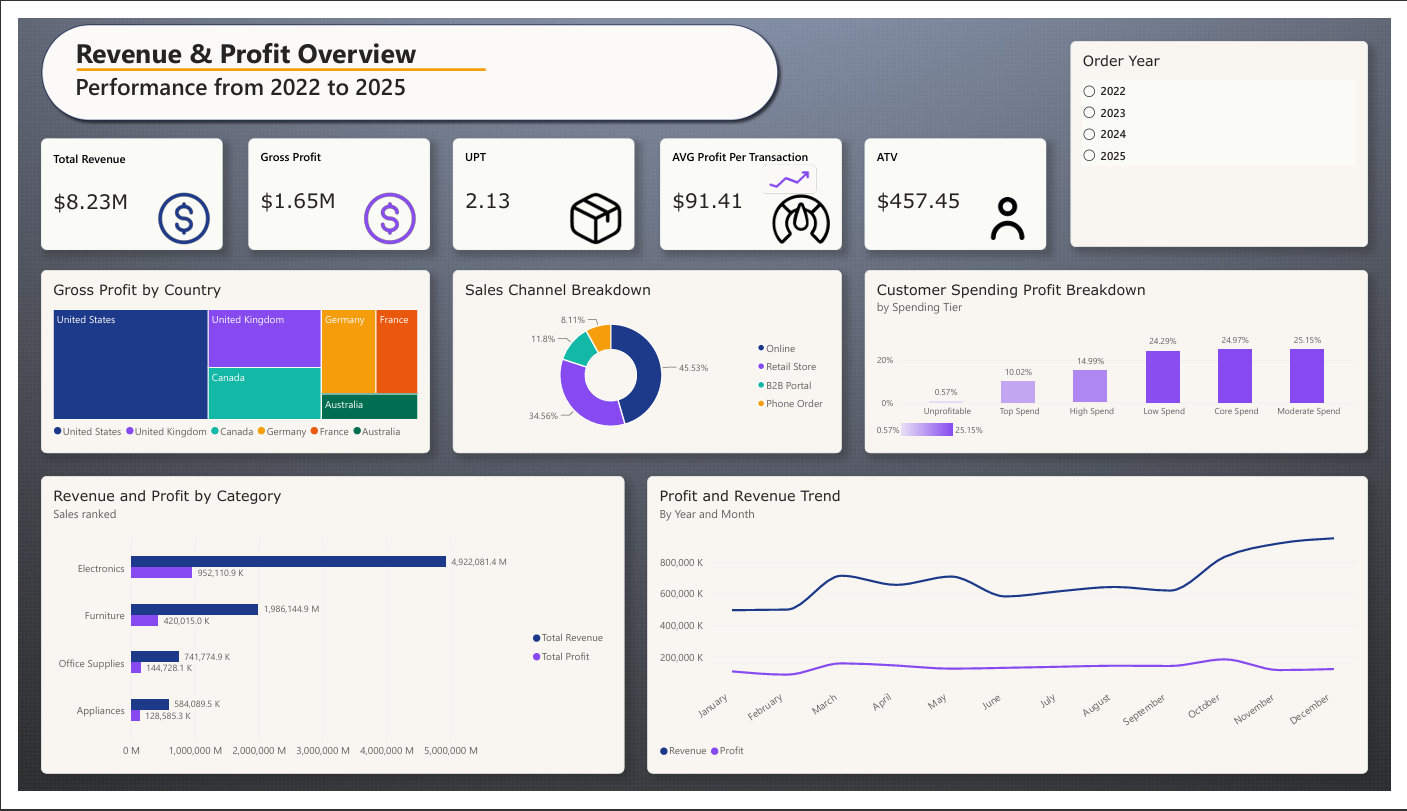 Revenue & Profit Overview
Performance from 2022 to 2025
Order Year
2022
2023
2024
2025
Total Revenue
$8.23M
Gross Profit
$1.65M
UPT
2.13
AVG Profit Per Transaction
$91.41
ATV
$457.45
Gross Profit by Country
United States
United Kingdom
Germany
France
Canada
Australia
United States United Kingdom Canada Germany France Australia
Sales Channel Breakdown
8.11%
11.8%
45.53%
34.56%
Online
Retail Store
B2B Portal
Phone Order
Customer Spending Profit Breakdown
by Spending Tier
20%
0%
0.57%
10.02%
14.99%
24.29%
24.97%
25.15%
Unprofitable Top Spend High Spend Low Spend Core Spend Moderate Spend
0.57% 25.15%
Revenue and Profit by Category
Sales ranked
Electronics
4,922,081.4 M
952,110.9 K
Furniture
1,986,144.9 M
420,015.0 K
Office Supplies
741,774.9 K
144,728.1 K
Appliances
584,089.5 K
128,585.3 K
0 M 1,000,000 M 2,000,000 M 3,000,000 M 4,000,000 M 5,000,000 M
Total Revenue
Total Profit
Profit and Revenue Trend
By Year and Month
800,000 K
600,000 K
400,000 K
200,000 K
January February March April May June July August September October November December
Revenue Profit